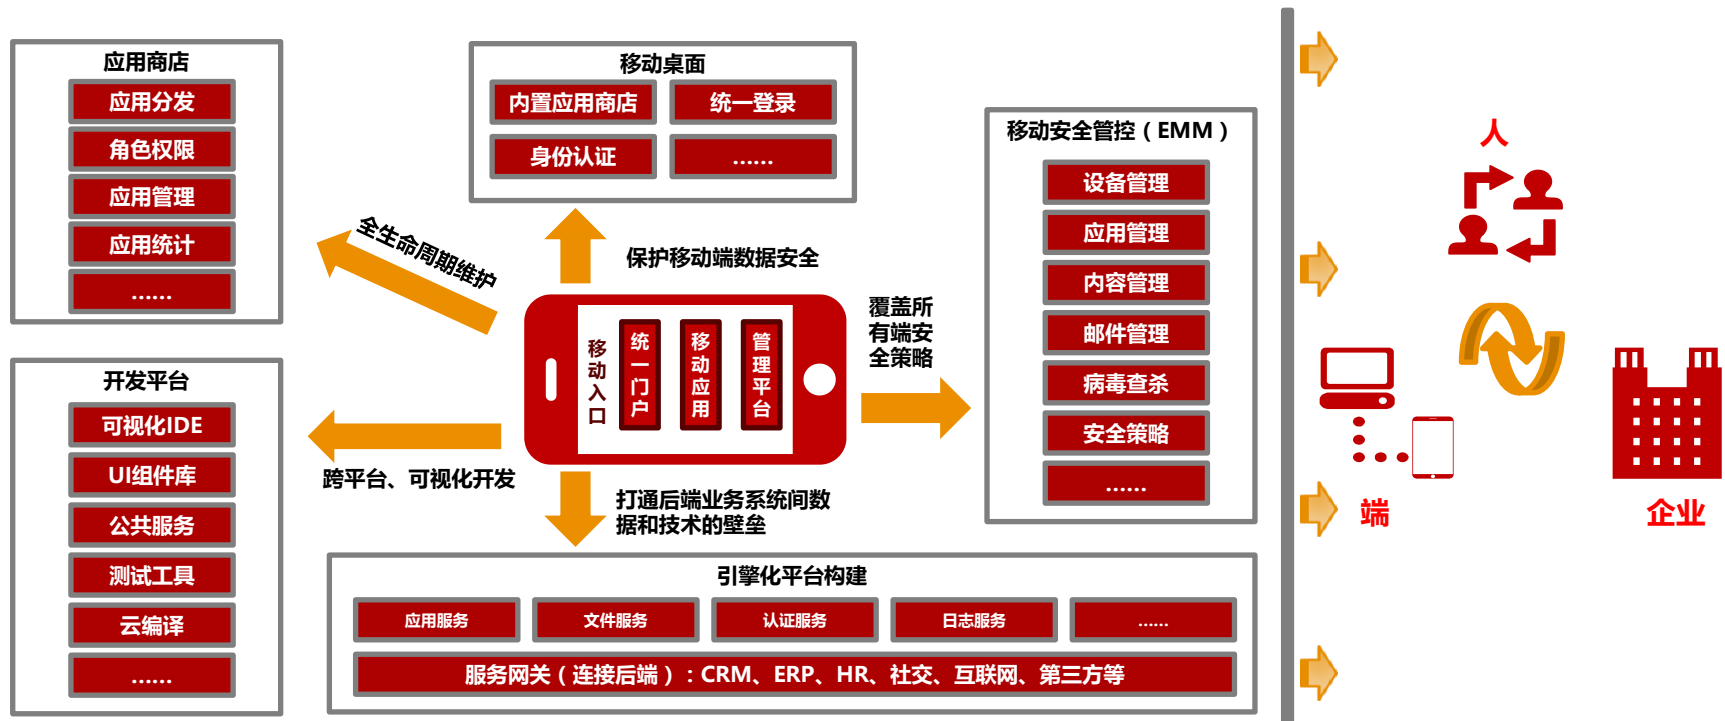 应用商店
应用分发
角色权限
应用管理
应用统计
......
开发平台
可视化IDE
UI组件库
公共服务
测试工具
云编译
......
移动桌面
内置应用商店
统一登录
身份认证
......
全生命周期维护
保护移动端数据安全
跨平台、可视化开发
移动入口
统一门户
移动应用
管理平台
覆盖所
有端安
全策略
打通后端业务系统间数
据和技术的壁垒
移动安全管控（EMM）
设备管理
应用管理
内容管理
邮件管理
病毒查杀
安全策略
......
引擎化平台构建
应用服务
文件服务
认证服务
日志服务
......
服务网关（连接后端）：CRM、ERP、HR、社交、互联网、第三方等
人
端
企业